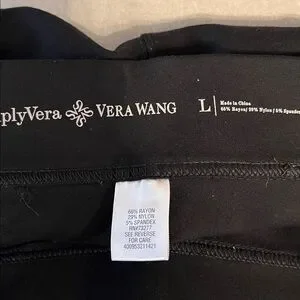 plyVera VERA WANG L
Made in China
66% Rayon/ 29% Nylon / 5% Spandex
66% RAYON
29% NYLON
5% SPANDEX
RN#73277
SEE REVERSE
FOR CARE
400953211421